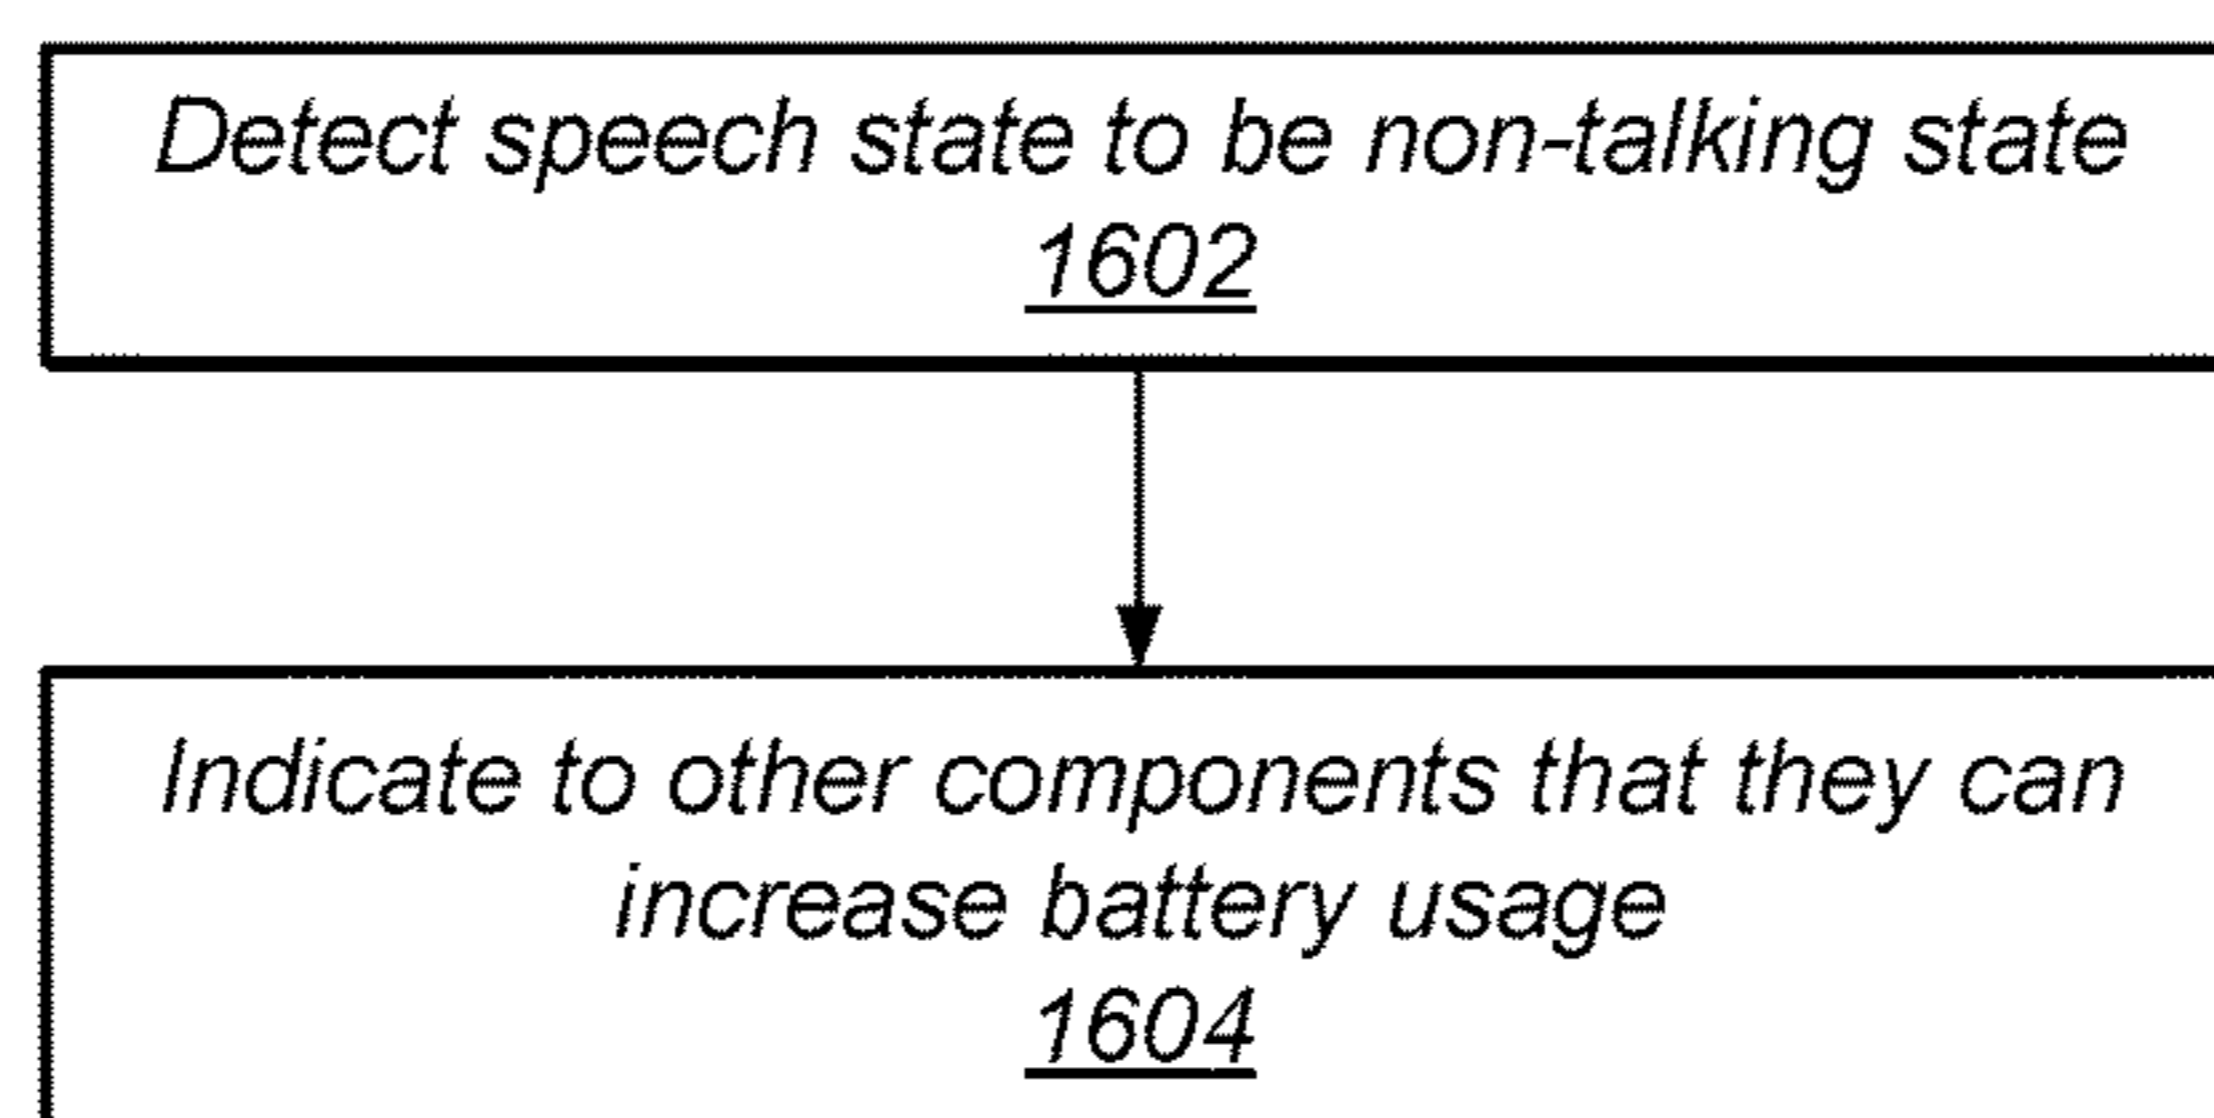 Detect speech state to be non-talking state
1602
Indicate to other components that they can
increase battery usage
1604